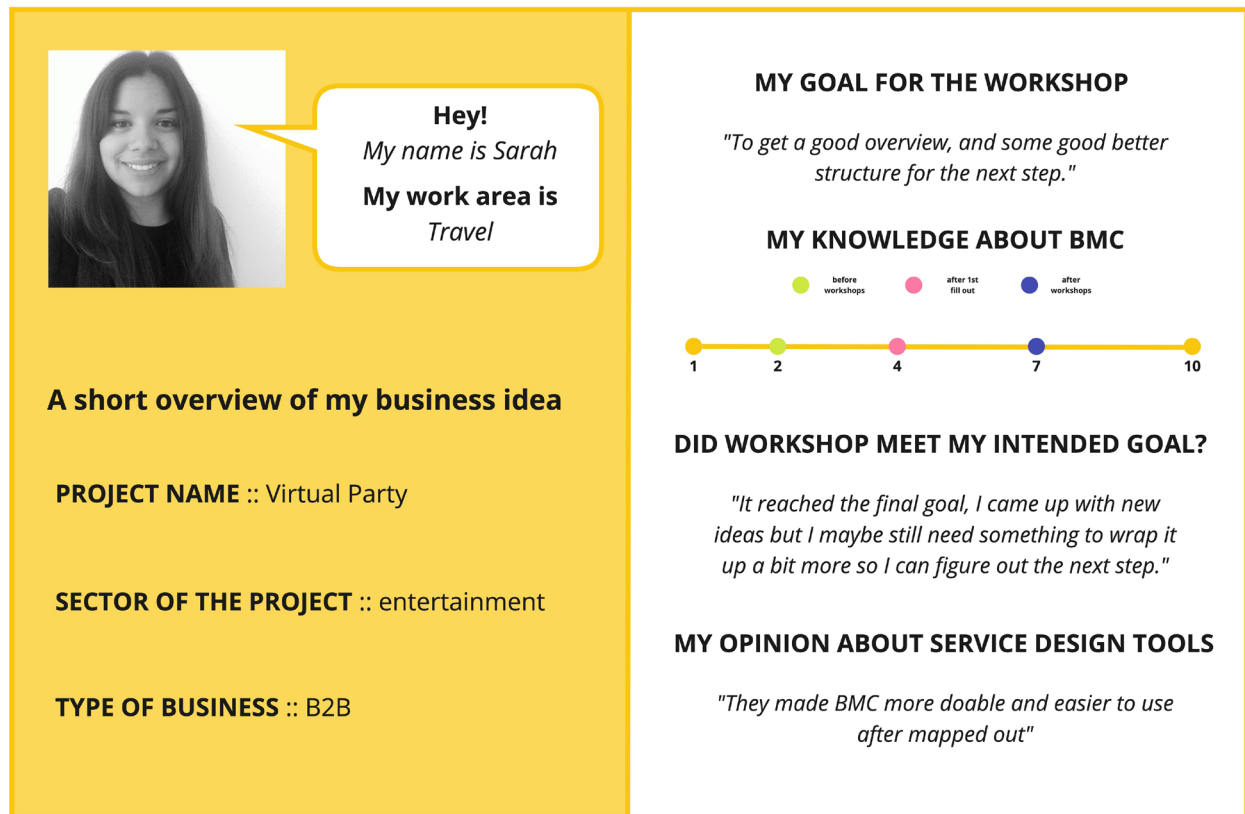 Hey!
My name is Sarah
My work area is
Travel
A short overview of my business idea
PROJECT NAME :: Virtual Party
SECTOR OF THE PROJECT :: entertainment
TYPE OF BUSINESS :: B2B
MY GOAL FOR THE WORKSHOP
"To get a good overview, and some good better
structure for the next step."
MY KNOWLEDGE ABOUT BMC
before
workshops
after 1st
fill out
after
workshops
1 2 4 7 10
DID WORKSHOP MEET MY INTENDED GOAL?
"It reached the final goal, I came up with new
ideas but I maybe still need something to wrap it
up a bit more so I can figure out the next step."
MY OPINION ABOUT SERVICE DESIGN TOOLS
"They made BMC more doable and easier to use
after mapped out"